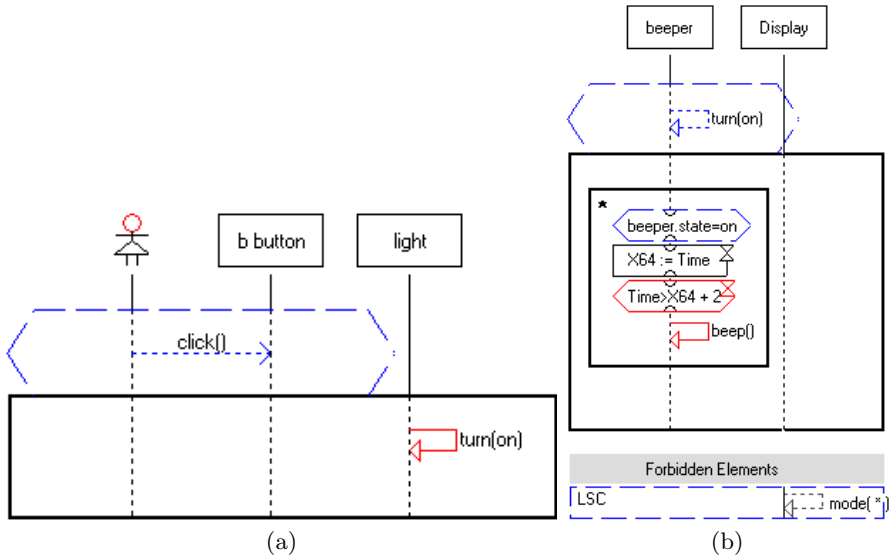 b button
light
click()
turn(on)
(a)
beeper
Display
turn(on)
*
beeper.state=on
X64 := Time
Time>X64 + 2
beep()
Forbidden Elements
LSC
mode( *)
(b)